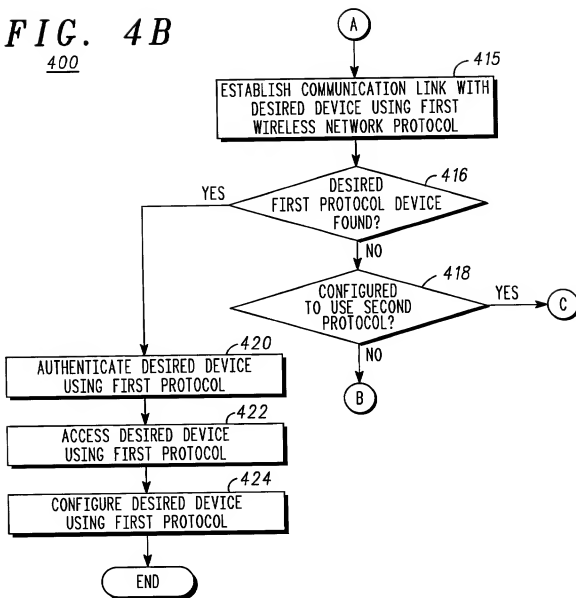 FIG. 4B
400
A
415
ESTABLISH COMMUNICATION LINK WITH
DESIRED DEVICE USING FIRST
WIRELESS NETWORK PROTOCOL
416
DESIRED
FIRST PROTOCOL DEVICE
FOUND?
YES
NO
418
CONFIGURED
TO USE SECOND
PROTOCOL?
YES
C
NO
B
420
AUTHENTICATE DESIRED DEVICE
USING FIRST PROTOCOL
422
ACCESS DESIRED DEVICE
USING FIRST PROTOCOL
424
CONFIGURE DESIRED DEVICE
USING FIRST PROTOCOL
END